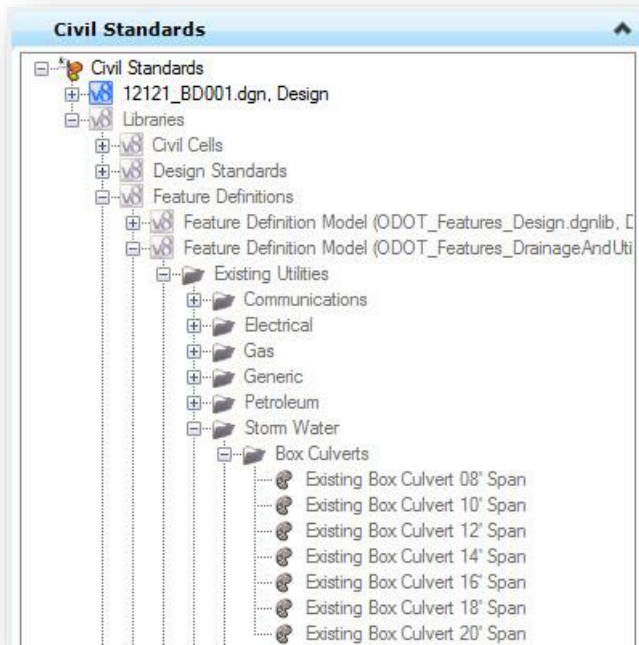 Civil Standards
Civil Standards
12121_BD001.dgn, Design
Libraries
Civil Cells
Design Standards
Feature Definitions
Feature Definition Model (ODOT_Features_Design.dgnlib, D
Feature Definition Model (ODOT_Features_DrainageAndUti
Existing Utilities
Communications
Electrical
Gas
Generic
Petroleum
Storm Water
Box Culverts
Existing Box Culvert 08' Span
Existing Box Culvert 10' Span
Existing Box Culvert 12' Span
Existing Box Culvert 14' Span
Existing Box Culvert 16' Span
Existing Box Culvert 18' Span
Existing Box Culvert 20' Span